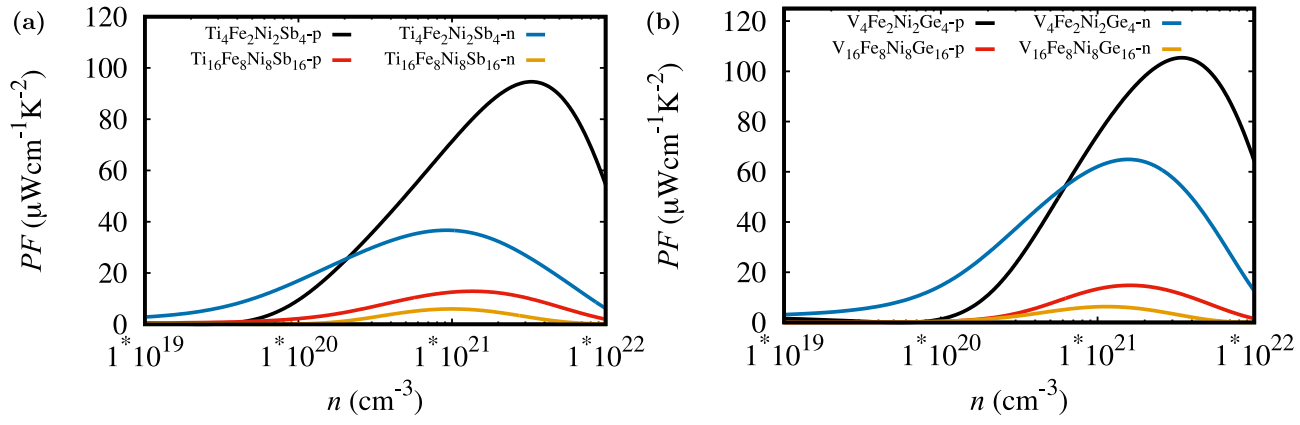 (a)
PF (μWcm⁻¹K⁻²)
120
100
80
60
40
20
0
Ti₄Fe₂Ni₂Sb₄-p
Ti₁₆Fe₈Ni₈Sb₁₆-p
Ti₄Fe₂Ni₂Sb₄-n
Ti₁₆Fe₈Ni₈Sb₁₆-n
1*10¹⁹ 1*10²⁰ 1*10²¹ 1*10²²
n (cm⁻³)
(b)
PF (μWcm⁻¹K⁻²)
120
100
80
60
40
20
0
V₄Fe₂Ni₂Ge₄-p
V₁₆Fe₈Ni₈Ge₁₆-p
V₄Fe₂Ni₂Ge₄-n
V₁₆Fe₈Ni₈Ge₁₆-n
1*10¹⁹ 1*10²⁰ 1*10²¹ 1*10²²
n (cm⁻³)